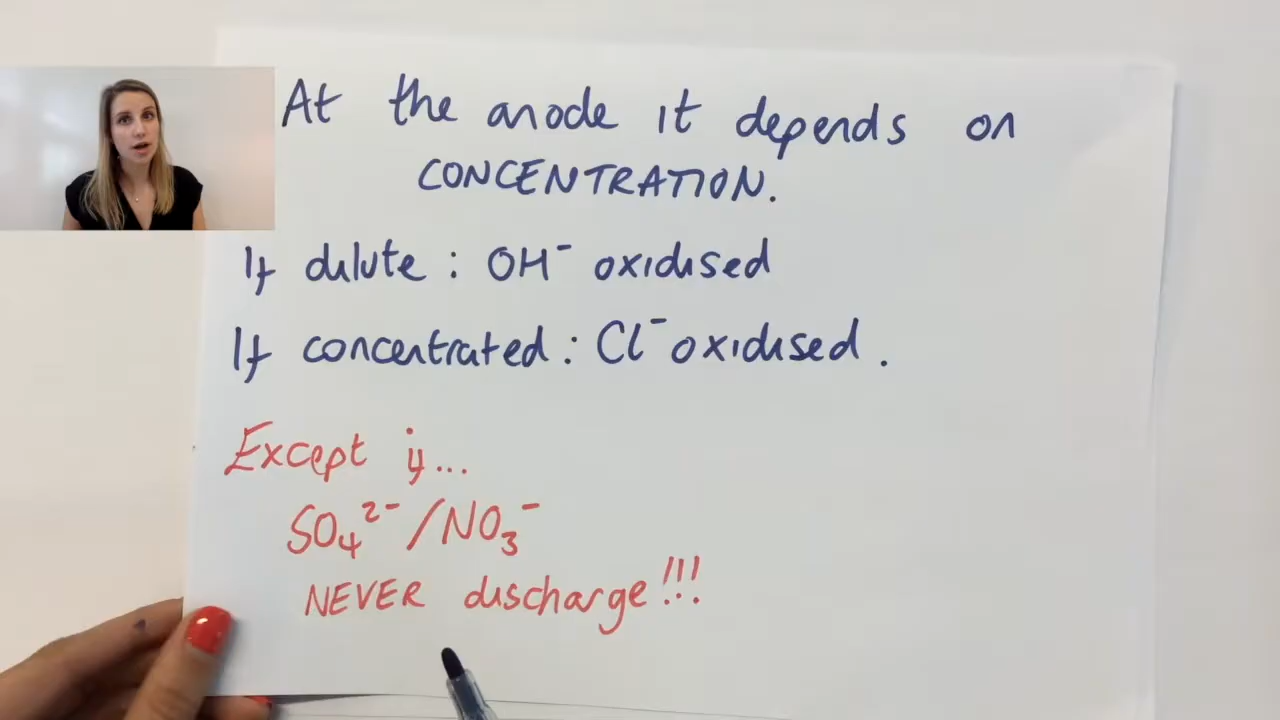 At the anode it depends on
CONCENTRATION.
If dilute : OH⁻ oxidised
If concentrated : Cl⁻ oxidised.
Except if...
SO₄²⁻/NO₃⁻
NEVER discharge!!!